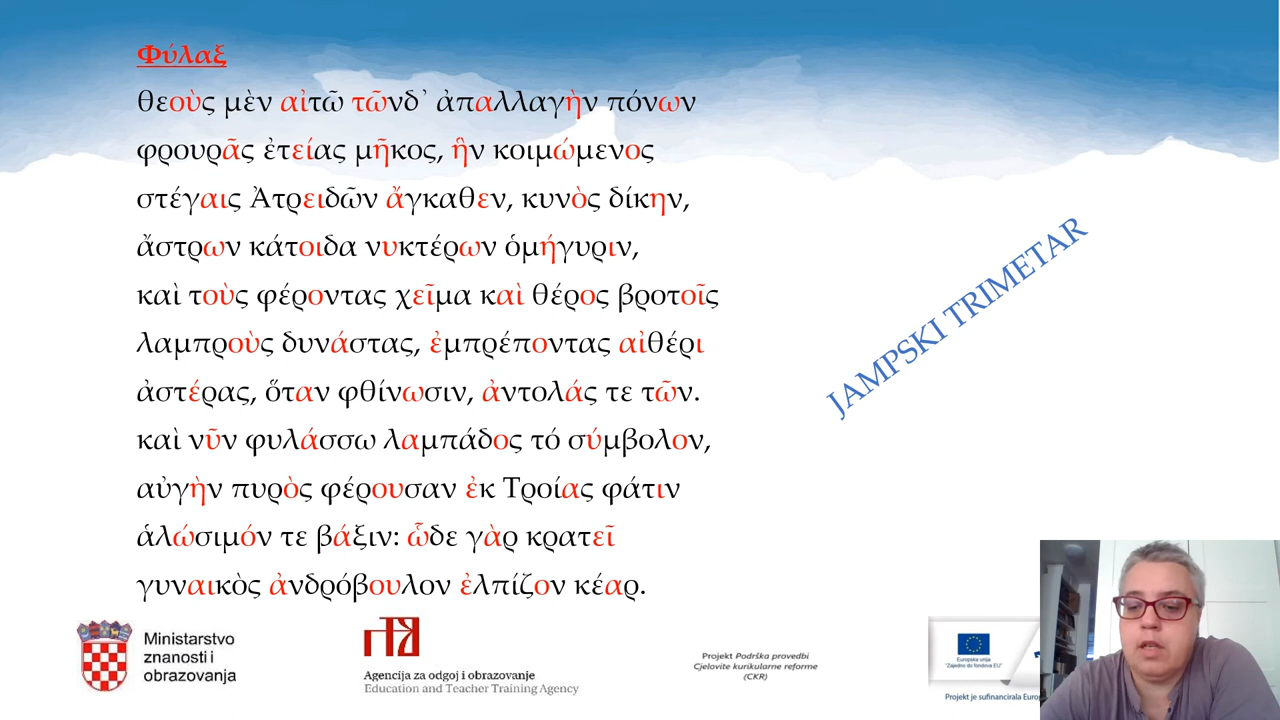 Φύλαξ
θεοὺς μὲν αἰτῶ τῶνδ᾽ ἀπαλλαγὴν πόνων
φρουρᾶς ἐτείας μῆκος, ἣν κοιμώμενος
στέγαις Ἀτρειδῶν ἄγκαθεν, κυνὸς δίκην,
ἄστρων κάτοιδα νυκτέρων ὁμήγυριν,
καὶ τοὺς φέροντας χεῖμα καὶ θέρος βροτοῖς
λαμπροὺς δυνάστας, ἐμπρέποντας αἰθέρι
ἀστέρας, ὅταν φθίνωσιν, ἀντολάς τε τῶν.
καὶ νῦν φυλάσσω λαμπάδος τό σύμβολον,
αὐγὴν πυρὸς φέρουσαν ἐκ Τροίας φάτιν
ἁλώσιμόν τε βάξιν: ὧδε γὰρ κρατεῖ
γυναικὸς ἀνδρόβουλον ἐλπίζον κέαρ.
JAMPSKI TRIMETAR
Ministarstvo
znanosti i
obrazovanja
Agencija za odgoj i obrazovanje
Education and Teacher Training Agency
Projekt Podrška provedbi
Cjelovite kurikularne reforme
(CKR)
Europska unija
"Zajedno do fondova EU"
Projekt je sufinancirala